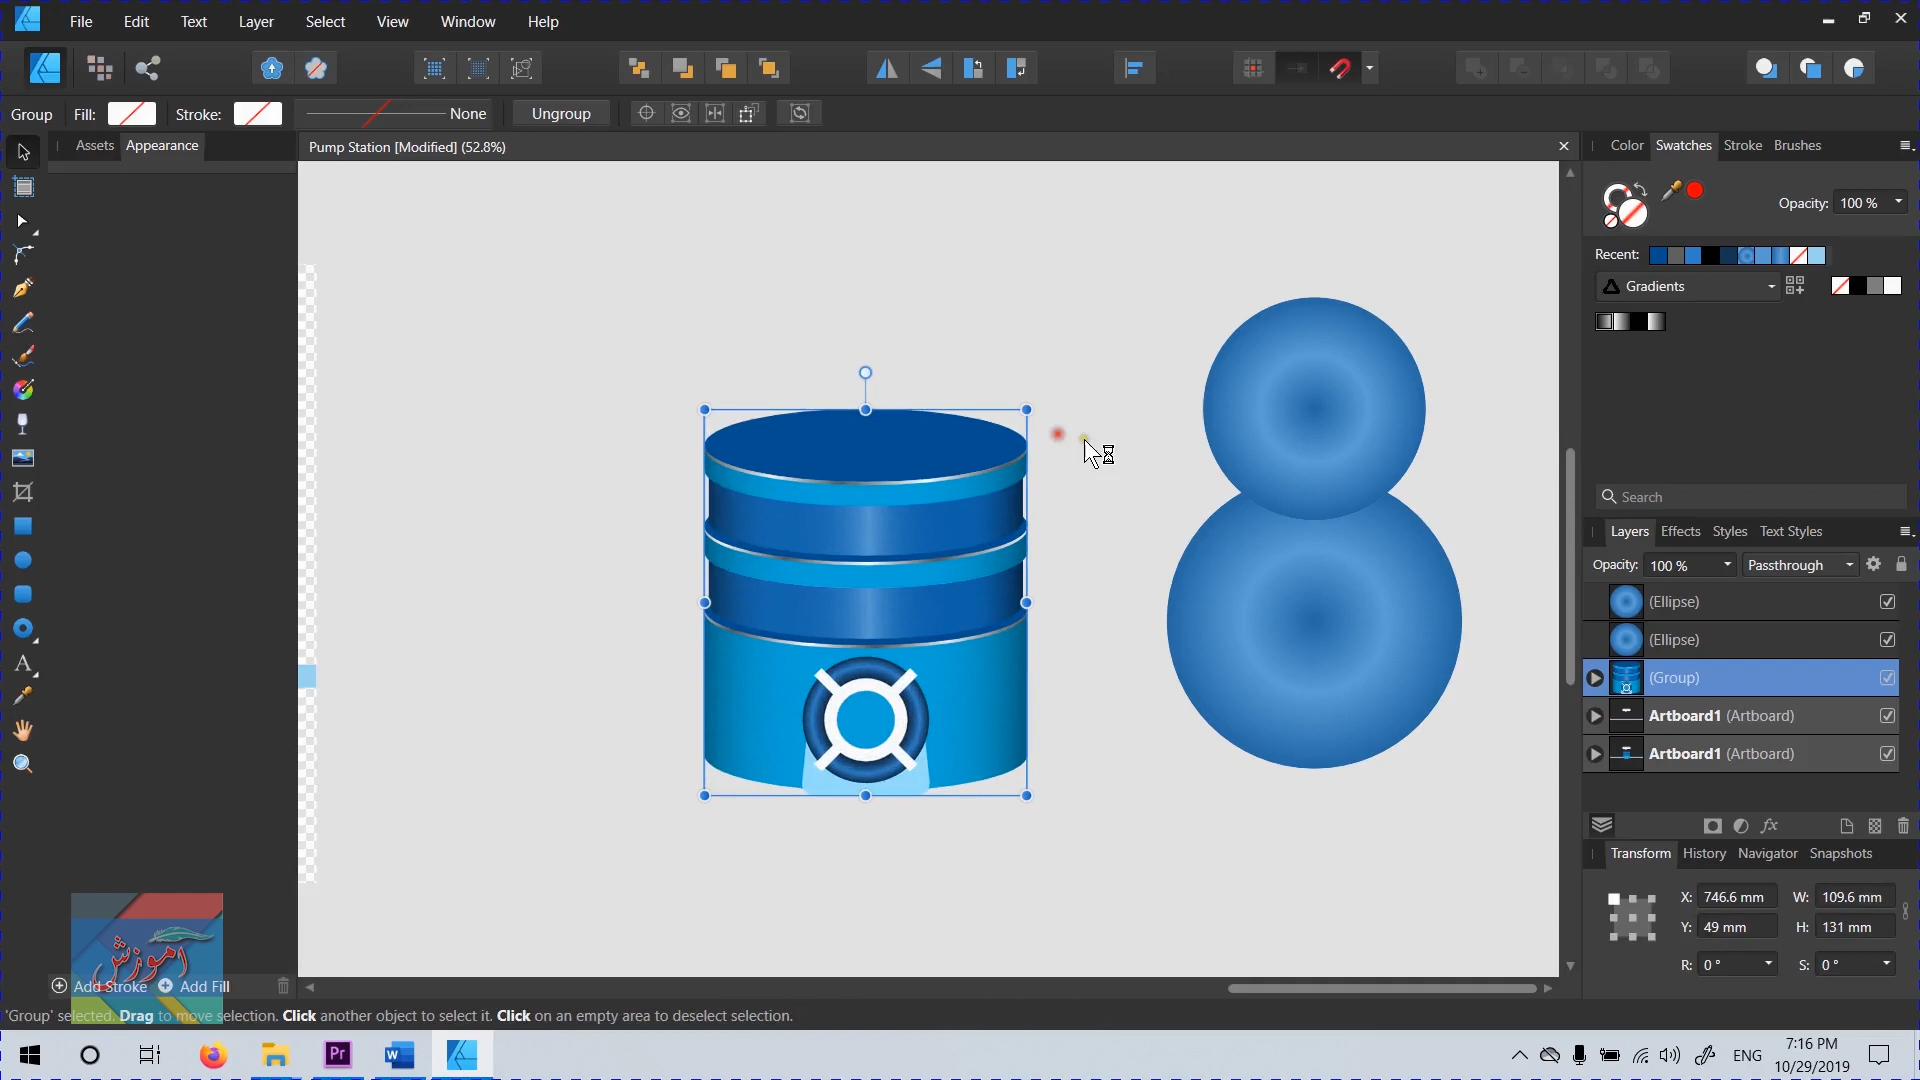 File Edit Text Layer Select View Window Help
Group Fill: Stroke: None Ungroup
Assets Appearance
Pump Station [Modified] (52.8%)
Color Swatches Stroke Brushes
Opacity: 100 %
Recent:
Gradients
Search
Layers Effects Styles Text Styles
Opacity: 100 % Passthrough
(Ellipse)
(Ellipse)
(Group)
Artboard1 (Artboard)
Artboard1 (Artboard)
fx
Transform History Navigator Snapshots
X: 746.6 mm W: 109.6 mm
Y: 49 mm H: 131 mm
R: 0 ° S: 0 °
آموزش
Add Stroke Add Fill
'Group' selected. Drag to move selection. Click another object to select it. Click on an empty area to deselect selection.
Pr
W
ENG
7:16 PM
10/29/2019